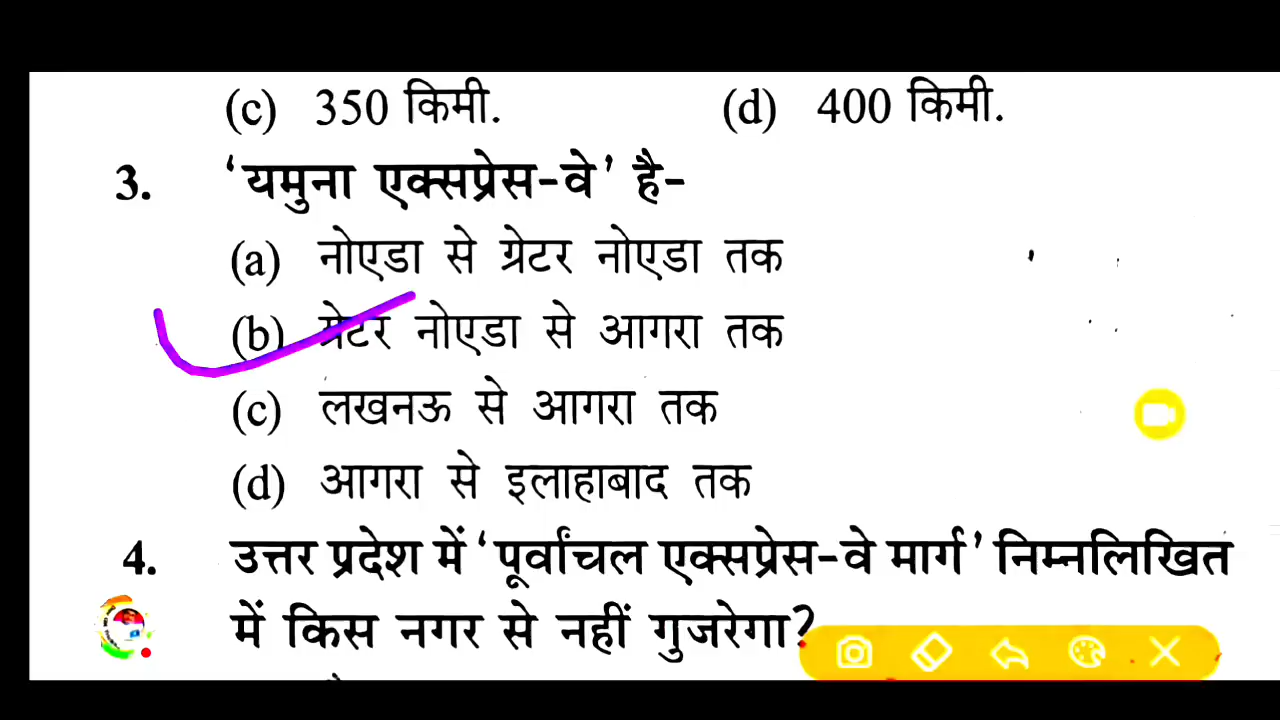 (c) 350 किमी. (d) 400 किमी.
3. ‘यमुना एक्सप्रेस-वे’ है-
(a) नोएडा से ग्रेटर नोएडा तक
(b) ग्रेटर नोएडा से आगरा तक
(c) लखनऊ से आगरा तक
(d) आगरा से इलाहाबाद तक
4. उत्तर प्रदेश में ‘पूर्वांचल एक्सप्रेस-वे मार्ग’ निम्नलिखित
में किस नगर से नहीं गुजरेगा?